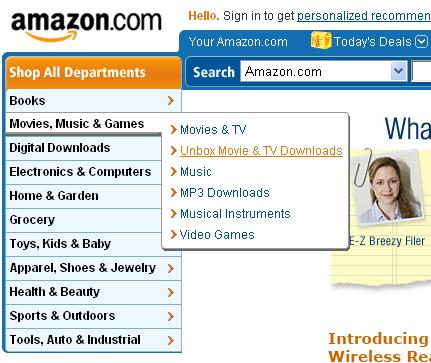 amazon.com
Hello. Sign in to get personalized recommen
Your Amazon.com Today's Deals
Shop All Departments
Search Amazon.com
Books
Movies, Music & Games
Digital Downloads
Electronics & Computers
Home & Garden
Grocery
Toys, Kids & Baby
Apparel, Shoes & Jewelry
Health & Beauty
Sports & Outdoors
Tools, Auto & Industrial
Movies & TV
Unbox Movie & TV Downloads
Music
MP3 Downloads
Musical Instruments
Video Games
Wha
E-Z Breezy Filer
Introducing
Wireless Rea